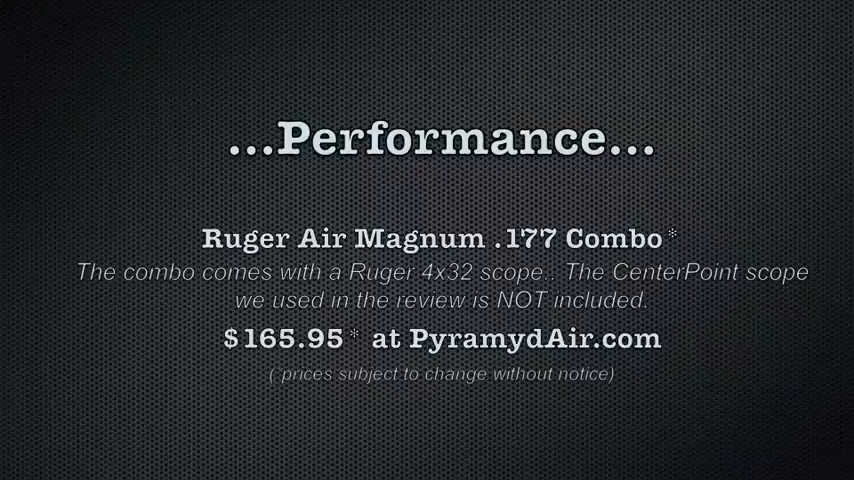 ...Performance...
Ruger Air Magnum .177 Combo*
The combo comes with a Ruger 4x32 scope.. The CenterPoint scope
we used in the review is NOT included.
$165.95* at PyramydAir.com
(*prices subject to change without notice)